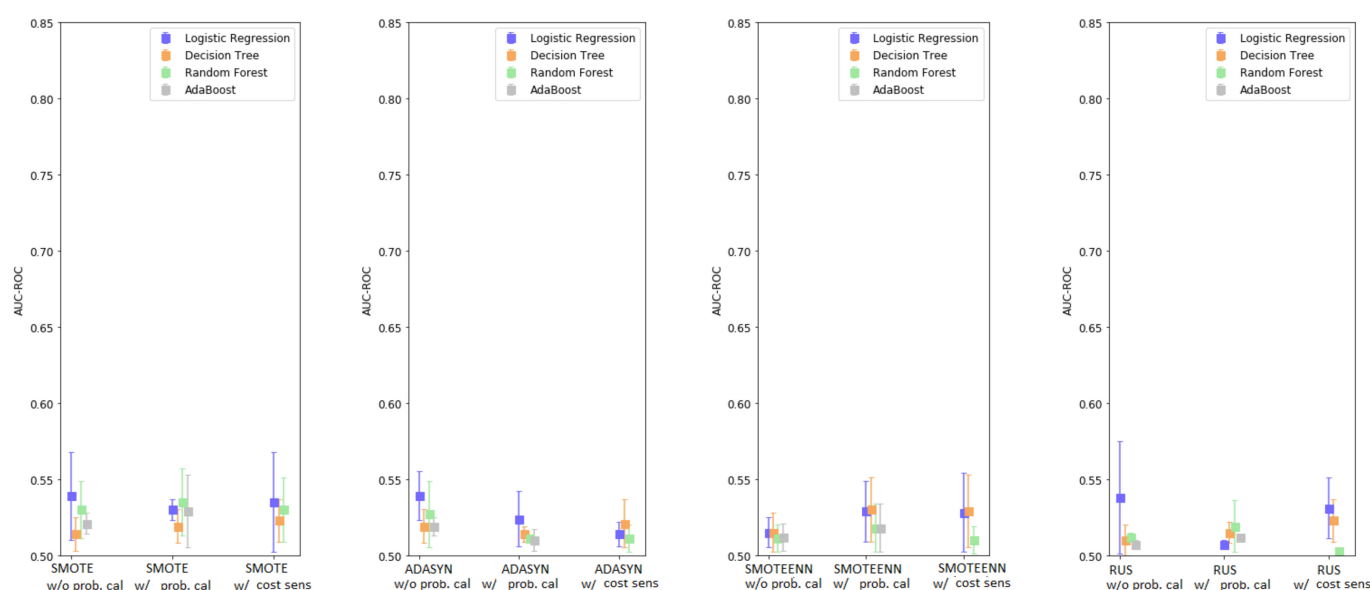 0.85
0.80
0.75
0.70
0.65
0.60
0.55
0.50
AUC-ROC
Logistic Regression
Decision Tree
Random Forest
AdaBoost
SMOTE SMOTE SMOTE
w/o prob. cal w/ prob. cal w/ cost sens
0.85
0.80
0.75
0.70
0.65
0.60
0.55
0.50
AUC-ROC
Logistic Regression
Decision Tree
Random Forest
AdaBoost
ADASYN ADASYN ADASYN
w/o prob. cal w/ prob. cal w/ cost sens
0.85
0.80
0.75
0.70
0.65
0.60
0.55
0.50
AUC-ROC
Logistic Regression
Decision Tree
Random Forest
AdaBoost
SMOTEENN SMOTEENN SMOTEENN
w/o prob. cal w/ prob. cal w/ cost sens
0.85
0.80
0.75
0.70
0.65
0.60
0.55
0.50
AUC-ROC
Logistic Regression
Decision Tree
Random Forest
AdaBoost
RUS RUS RUS
w/o prob. cal w/ prob. cal w/ cost sens